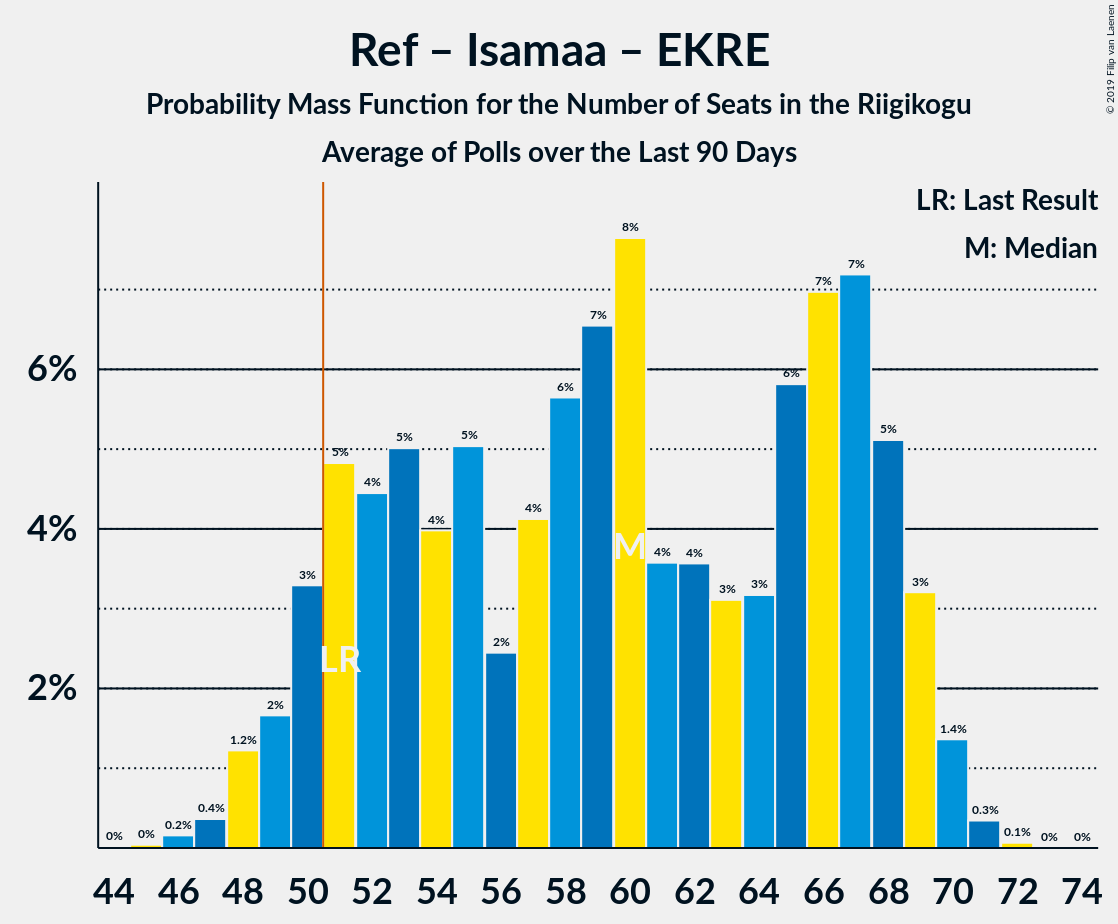 Ref – Isamaa – EKRE
Probability Mass Function for the Number of Seats in the Riigikogu
Average of Polls over the Last 90 Days
© 2019 Filip van Laenen
LR: Last Result
M: Median
6%
4%
2%
0% 0% 0.2% 0.4% 1.2% 2% 3% 5% 4% 5% 4% 5% 2% 4% 6% 7% 8% 4% 4% 3% 3% 6% 7% 7% 5% 3% 1.4% 0.3% 0.1% 0% 0%
LR
M
44 46 48 50 52 54 56 58 60 62 64 66 68 70 72 74